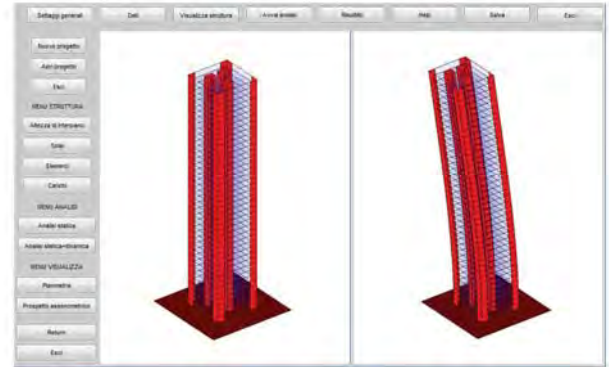 Settaggi generali
Dati
Visualizza struttura
Avvia analisi
Risultati
Help
Salva
Esci
Nuovo progetto
Apri progetto
Esci
MENU STRUTTURA
Altezza di interpiano
Solai
Elementi
Carichi
MENU ANALISI
Analisi statica
Analisi statica+dinamica
MENU VISUALIZZA
Planimetria
Prospetto assonometrico
Return
Esci